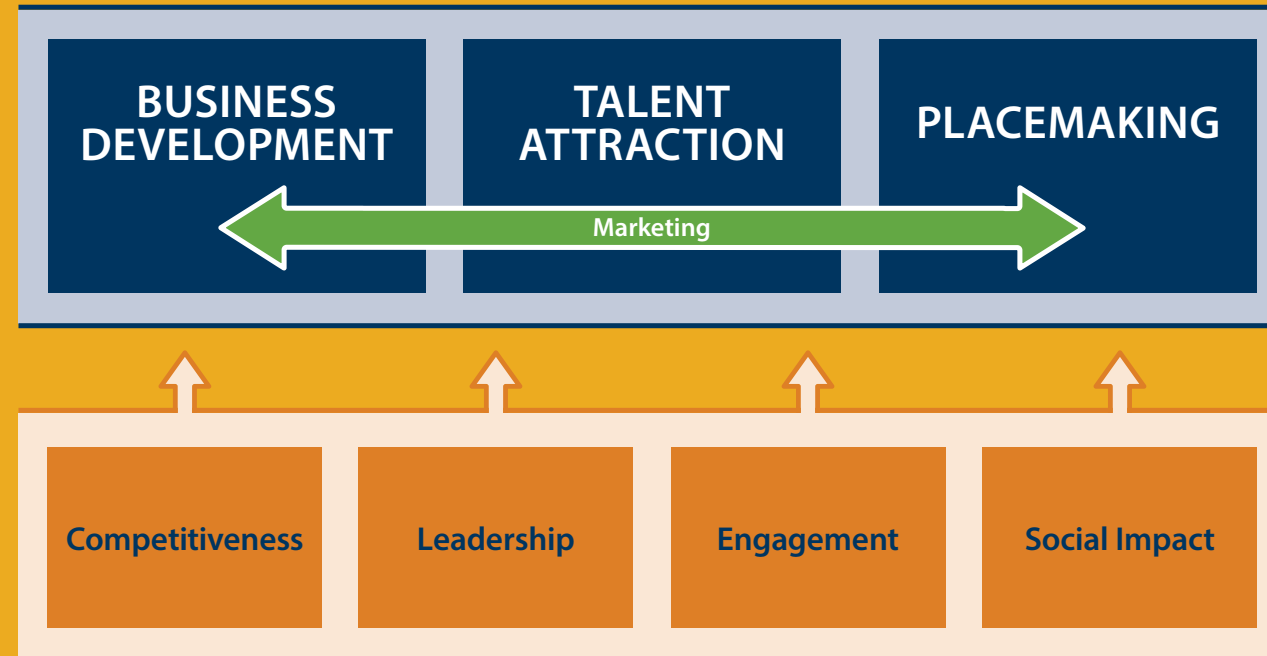 BUSINESS
DEVELOPMENT
TALENT
ATTRACTION
PLACEMAKING
Marketing
Competitiveness
Leadership
Engagement
Social Impact